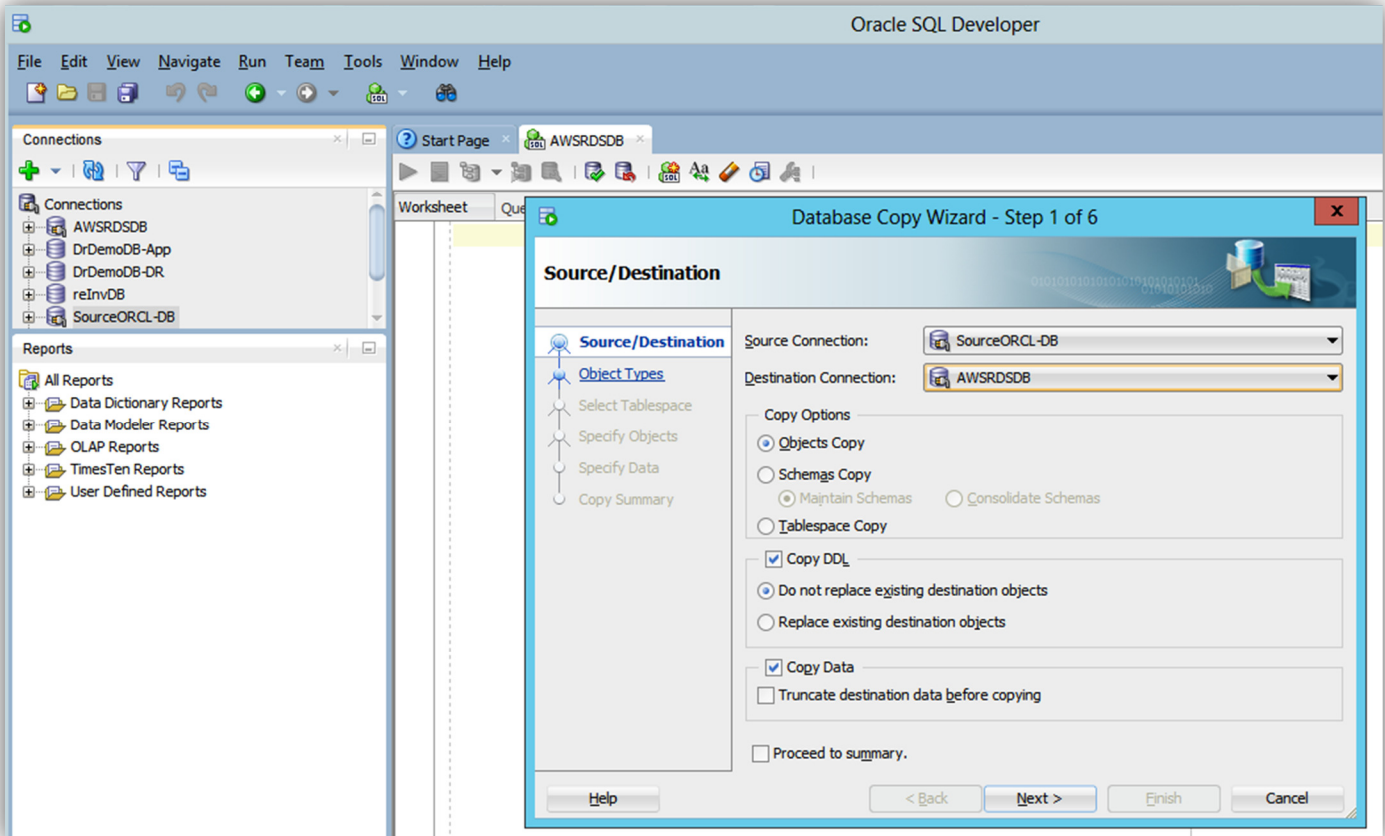 Oracle SQL Developer
File Edit View Navigate Run Team Tools Window Help
Connections
Connections
AWSRDSDB
DrDemoDB-App
DrDemoDB-DR
reInvDB
SourceORCL-DB
Reports
All Reports
Data Dictionary Reports
Data Modeler Reports
OLAP Reports
TimesTen Reports
User Defined Reports
Start Page
AWSRDSDB
Worksheet Que
Database Copy Wizard - Step 1 of 6
Source/Destination
Source/Destination
Object Types
Select Tablespace
Specify Objects
Specify Data
Copy Summary
Source Connection: SourceORCL-DB
Destination Connection: AWSRDSDB
Copy Options
Objects Copy
Schemas Copy
Maintain Schemas Consolidate Schemas
Tablespace Copy
Copy DDL
Do not replace existing destination objects
Replace existing destination objects
Copy Data
Truncate destination data before copying
Proceed to summary.
Help < Back Next > Finish Cancel